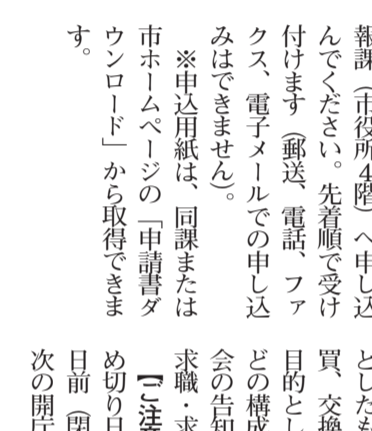 報課（市役所４階）へ申し込
んでください。先着順で受け
付けます（郵送、電話、ファ
クス、電子メールでの申し込
みはできません）。
　※申込用紙は、同課または
市ホームページの「申請書ダ
ウンロード」から取得できま
す。
としたも
買、交換
目的とし
どの構成
会の告知
求職・求
【ご注意
め切り日
日前（閉
次の開庁